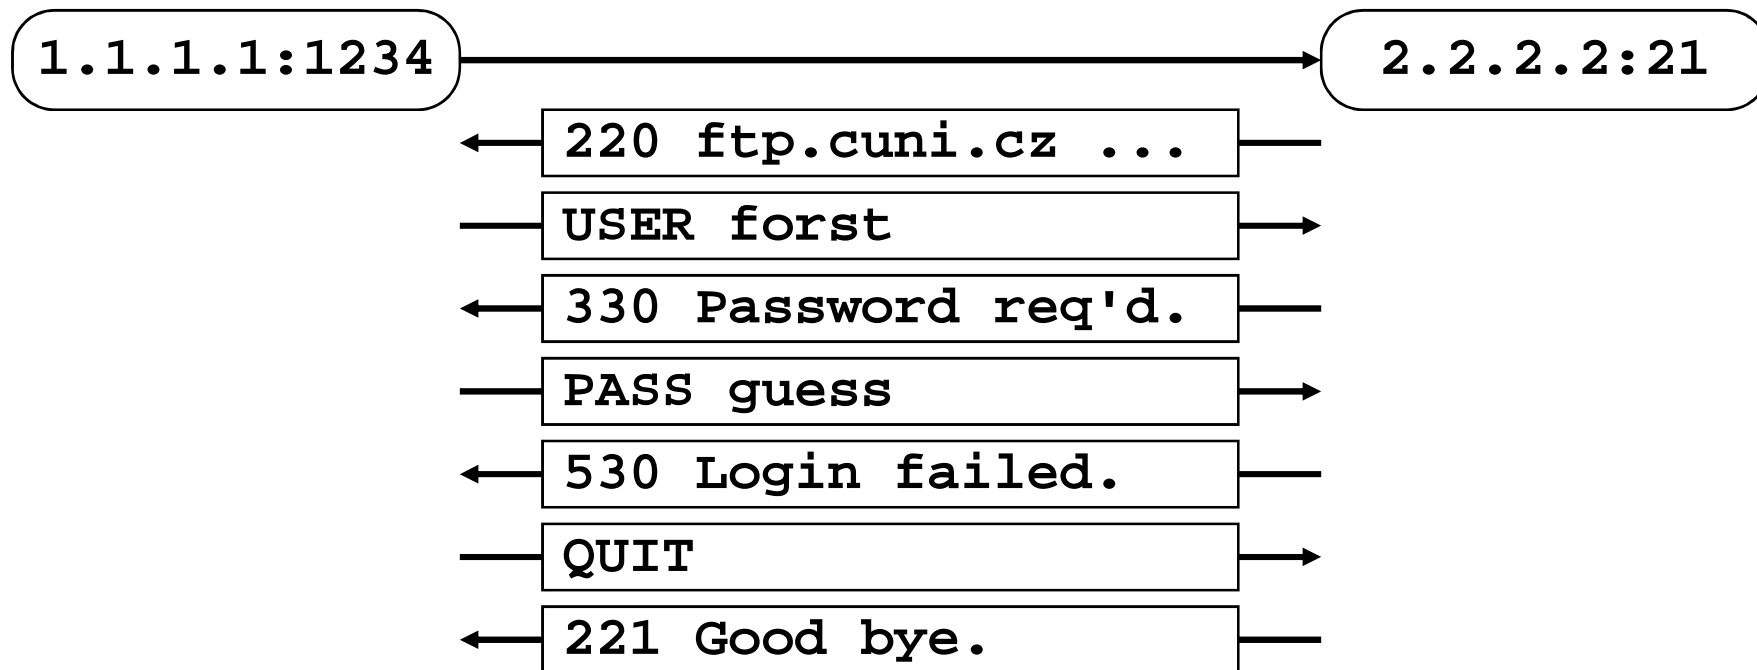 1.1.1.1:1234 2.2.2.2:21
220 ftp.cuni.cz ...
USER forst
330 Password req'd.
PASS guess
530 Login failed.
QUIT
221 Good bye.